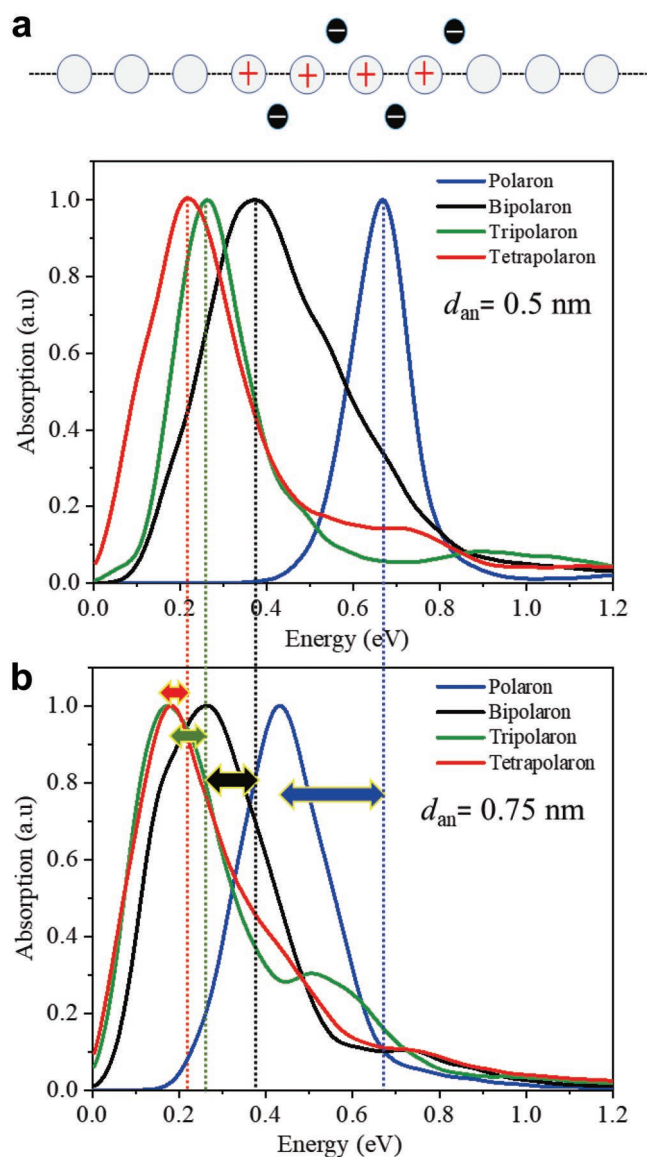 a
+ + + +
− − − −
1.0
0.8
0.6
0.4
0.2
0.0
Absorption (a.u)
Polaron
Bipolaron
Tripolaron
Tetrapolaron
d_an= 0.5 nm
0.0 0.2 0.4 0.6 0.8 1.0 1.2
Energy (eV)
b
1.0
0.8
0.6
0.4
0.2
0.0
Absorption (a.u)
Polaron
Bipolaron
Tripolaron
Tetrapolaron
d_an= 0.75 nm
0.0 0.2 0.4 0.6 0.8 1.0 1.2
Energy (eV)